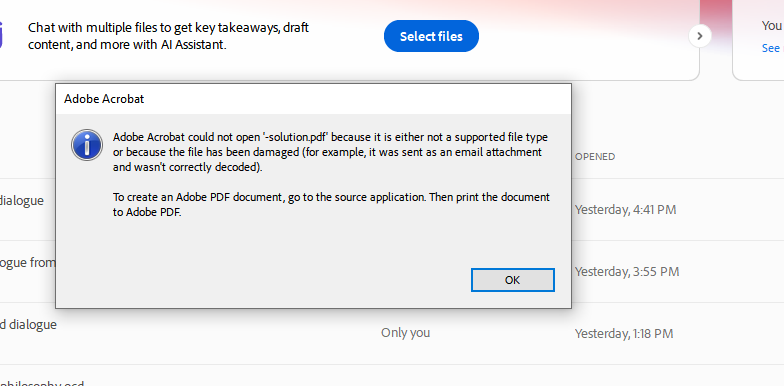 Chat with multiple files to get key takeaways, draft
content, and more with AI Assistant.
Select files
You
See
Adobe Acrobat
Adobe Acrobat could not open '-solution.pdf' because it is either not a supported file type
or because the file has been damaged (for example, it was sent as an email attachment
and wasn't correctly decoded).
To create an Adobe PDF document, go to the source application. Then print the document
to Adobe PDF.
OK
OPENED
dialogue
Yesterday, 4:41 PM
ogue from
Yesterday, 3:55 PM
d dialogue
Only you
Yesterday, 1:18 PM
philosophy ocd